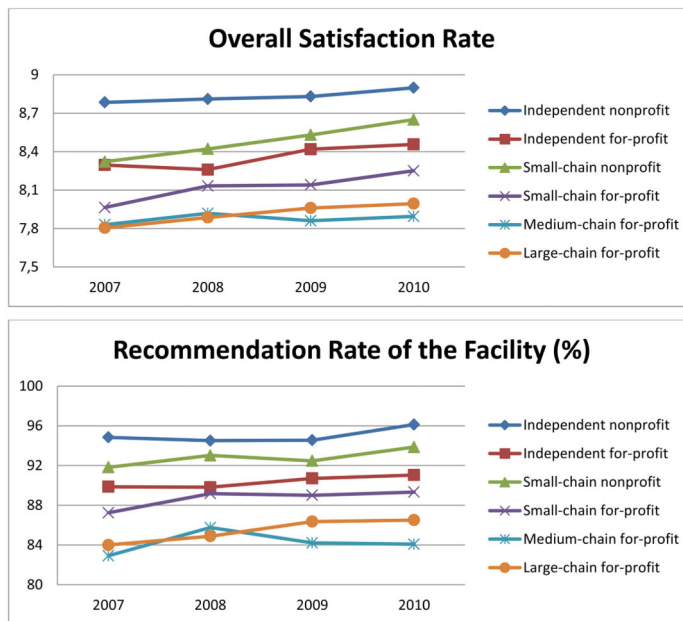 Overall Satisfaction Rate
9
8,7
8,4
8,1
7,8
7,5
2007 2008 2009 2010
Independent nonprofit
Independent for-profit
Small-chain nonprofit
Small-chain for-profit
Medium-chain for-profit
Large-chain for-profit
Recommendation Rate of the Facility (%)
100
96
92
88
84
80
2007 2008 2009 2010
Independent nonprofit
Independent for-profit
Small-chain nonprofit
Small-chain for-profit
Medium-chain for-profit
Large-chain for-profit